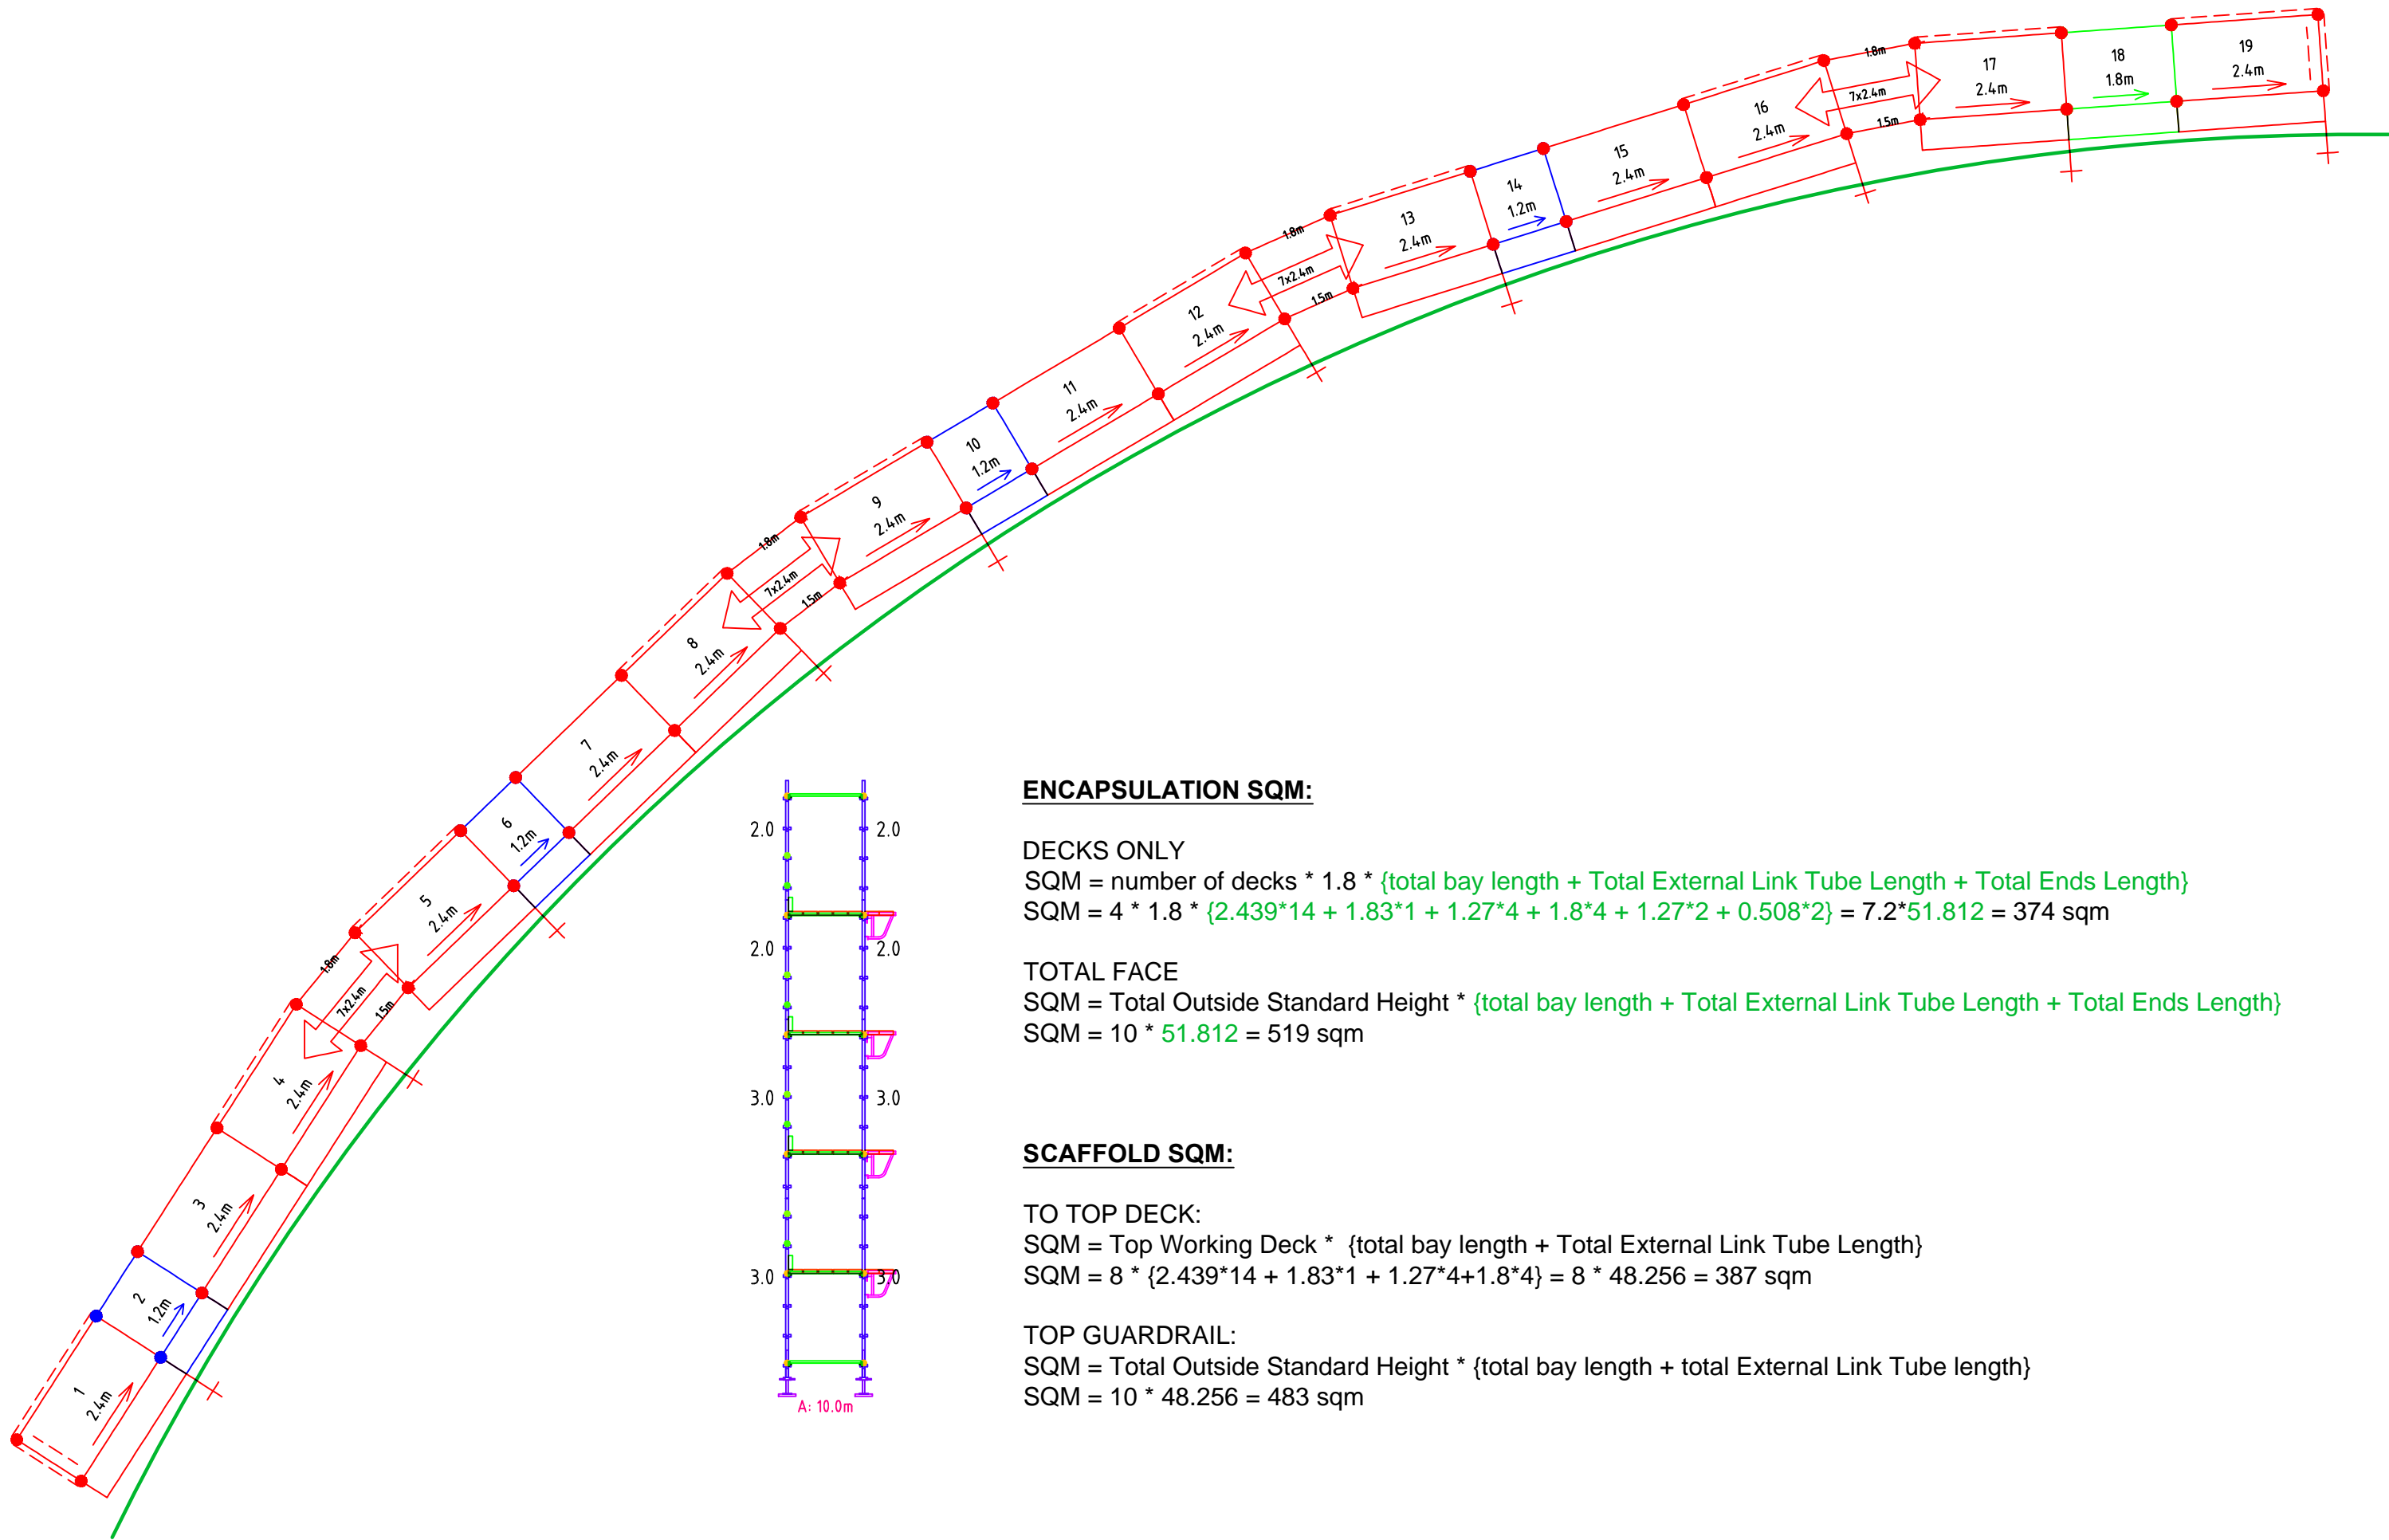 1.8m
7x2.4m
1.5m
17
2.4m
18
1.8m
19
2.4m
16
2.4m
15
2.4m
14
1.2m
13
2.4m
1.8m
7x2.4m
1.5m
12
2.4m
11
2.4m
10
1.2m
9
2.4m
1.8m
7x2.4m
1.5m
8
2.4m
7
2.4m
6
1.2m
5
2.4m
1.8m
7x2.4m
1.5m
4
2.4m
3
2.4m
2
1.2m
1
2.4m
2.0 2.0
2.0 2.0
3.0 3.0
3.0 3.0
A: 10.0m
ENCAPSULATION SQM:
DECKS ONLY
SQM = number of decks * 1.8 * {total bay length + Total External Link Tube Length + Total Ends Length}
SQM = 4 * 1.8 * {2.439*14 + 1.83*1 + 1.27*4 + 1.8*4 + 1.27*2 + 0.508*2} = 7.2*51.812 = 374 sqm
TOTAL FACE
SQM = Total Outside Standard Height * {total bay length + Total External Link Tube Length + Total Ends Length}
SQM = 10 * 51.812 = 519 sqm
SCAFFOLD SQM:
TO TOP DECK:
SQM = Top Working Deck * {total bay length + Total External Link Tube Length}
SQM = 8 * {2.439*14 + 1.83*1 + 1.27*4+1.8*4} = 8 * 48.256 = 387 sqm
TOP GUARDRAIL:
SQM = Total Outside Standard Height * {total bay length + total External Link Tube length}
SQM = 10 * 48.256 = 483 sqm